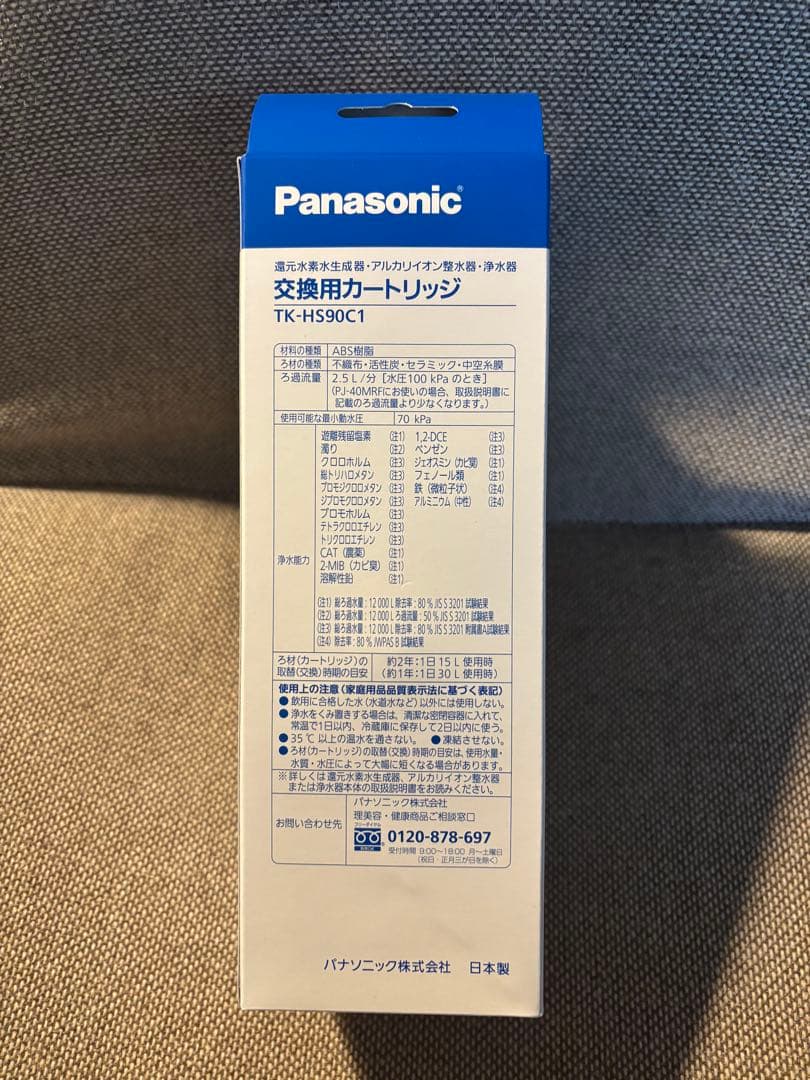 Panasonic®
還元水素水生成器・アルカリイオン整水器・浄水器
交換用カートリッジ
TK-HS90C1
材料の種類 ABS樹脂
ろ材の種類 不織布・活性炭・セラミック・中空糸膜
ろ過流量 2.5 L/分［水圧100 kPa のとき］
(PJ-40MRFにお使いの場合、取扱説明書に
記載のろ過流量より少なくなります。)
使用可能な最小動水圧 70 kPa
浄水能力
遊離残留塩素 (注1) 1,2-DCE (注3)
濁り (注2) ベンゼン (注3)
クロロホルム (注3) ジェオスミン(カビ臭) (注1)
総トリハロメタン (注3) フェノール類 (注1)
ブロモジクロロメタン (注3) 鉄（微粒子状） (注4)
ジブロモクロロメタン (注3) アルミニウム(中性) (注4)
ブロモホルム (注3)
テトラクロロエチレン (注3)
トリクロロエチレン (注3)
CAT（農薬） (注1)
2-MIB（カビ臭） (注1)
溶解性鉛 (注1)
(注1) 総ろ過水量：12 000 L 除去率：80 % JIS S 3201 試験結果
(注2) 総ろ過水量：12 000 L ろ過流量：50 % JIS S 3201 試験結果
(注3) 総ろ過水量：12 000 L 除去率：80 % JIS S 3201 附属書A試験結果
(注4) 除去率：80 % JWPAS B 試験結果
ろ材(カートリッジ)の 約2年：1日15 L 使用時
取替(交換)時期の目安 (約1年：1日30 L 使用時)
使用上の注意(家庭用品品質表示法に基づく表記)
●飲用に合格した水(水道水など)以外には使用しない。
●浄水をくみ置きする場合は、清潔な密閉容器に入れて、
常温で1日以内、冷蔵庫に保存して2日以内に使う。
●35 ℃ 以上の温水を通さない。 ●凍結させない。
●ろ材(カートリッジ)の取替(交換)時期の目安は、使用水量・
水質・水圧によって大幅に短くなる場合があります。
※詳しくは還元水素水生成器、アルカリイオン整水器
または浄水器本体の取扱説明書をお読みください。
お問い合わせ先
パナソニック株式会社
理美容・健康商品ご相談窓口
フリーダイヤル
0120-878-697
受付時間 9:00〜18:00 月〜土曜日
(祝日・正月三が日を除く)
パナソニック株式会社 日本製